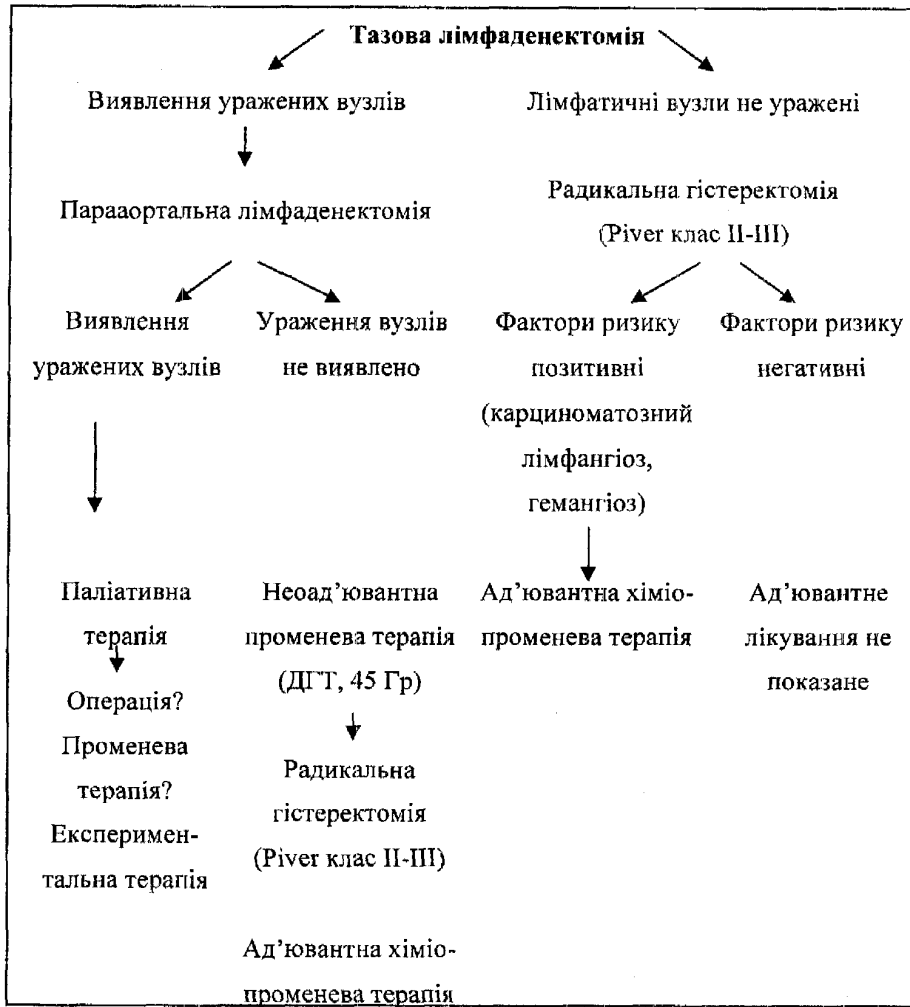 Тазова лімфаденектомія
Виявлення уражених вузлів
Лімфатичні вузли не уражені
Парааортальна лімфаденектомія
Радикальна гістеректомія
(Piver клас II-III)
Виявлення
уражених вузлів
Ураження вузлів
не виявлено
Фактори ризику
позитивні
(карциноматозний
лімфангіоз,
гемангіоз)
Фактори ризику
негативні
Паліативна
терапія
Операція?
Променева
терапія?
Експеримен-
тальна терапія
Неоад’ювантна
променева терапія
(ДГТ, 45 Гр)
Радикальна
гістеректомія
(Piver клас II-III)
Ад’ювантна хіміо-
променева терапія
Ад’ювантна хіміо-
променева терапія
Ад’ювантне
лікування не
показане